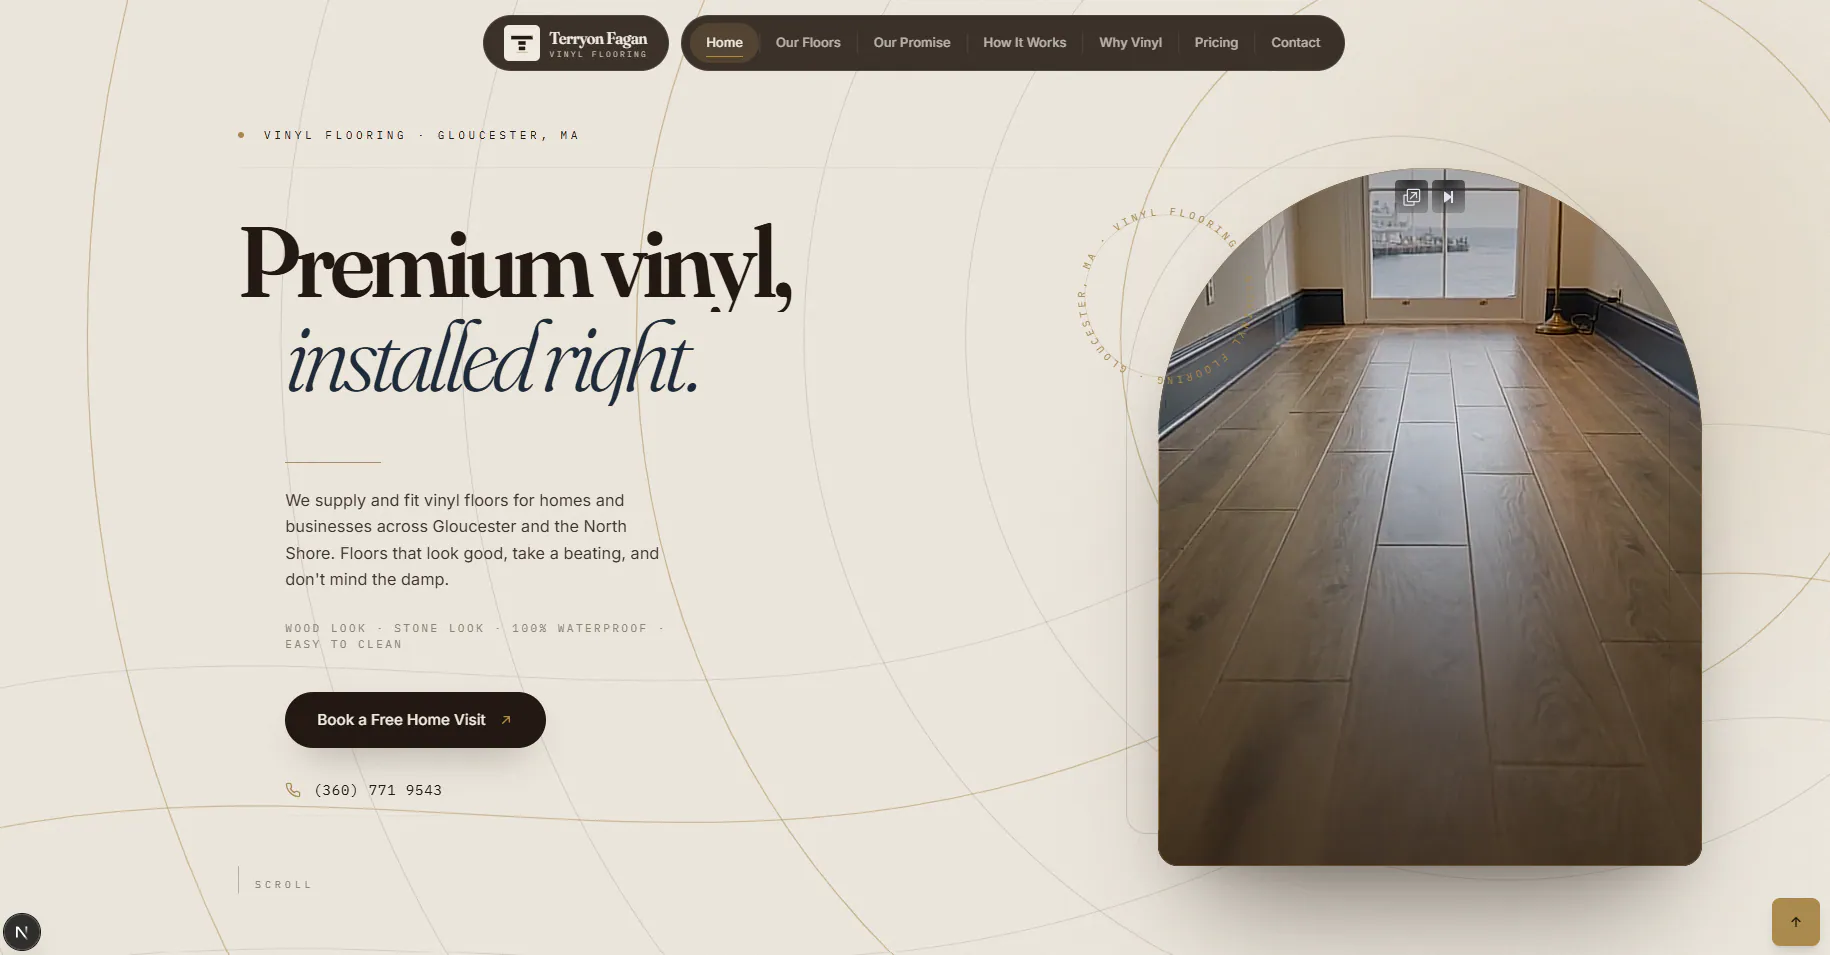 Terryon Fagan
VINYL FLOORING
Home
Our Floors
Our Promise
How It Works
Why Vinyl
Pricing
Contact
VINYL FLOORING · GLOUCESTER, MA
Premium vinyl,
installed right.
We supply and fit vinyl floors for homes and
businesses across Gloucester and the North
Shore. Floors that look good, take a beating, and
don't mind the damp.
WOOD LOOK · STONE LOOK · 100% WATERPROOF ·
EASY TO CLEAN
Book a Free Home Visit
(360) 771 9543
SCROLL
· VINYL FLOORING
VINYL FLOORING · GLOUCESTER, MA
N